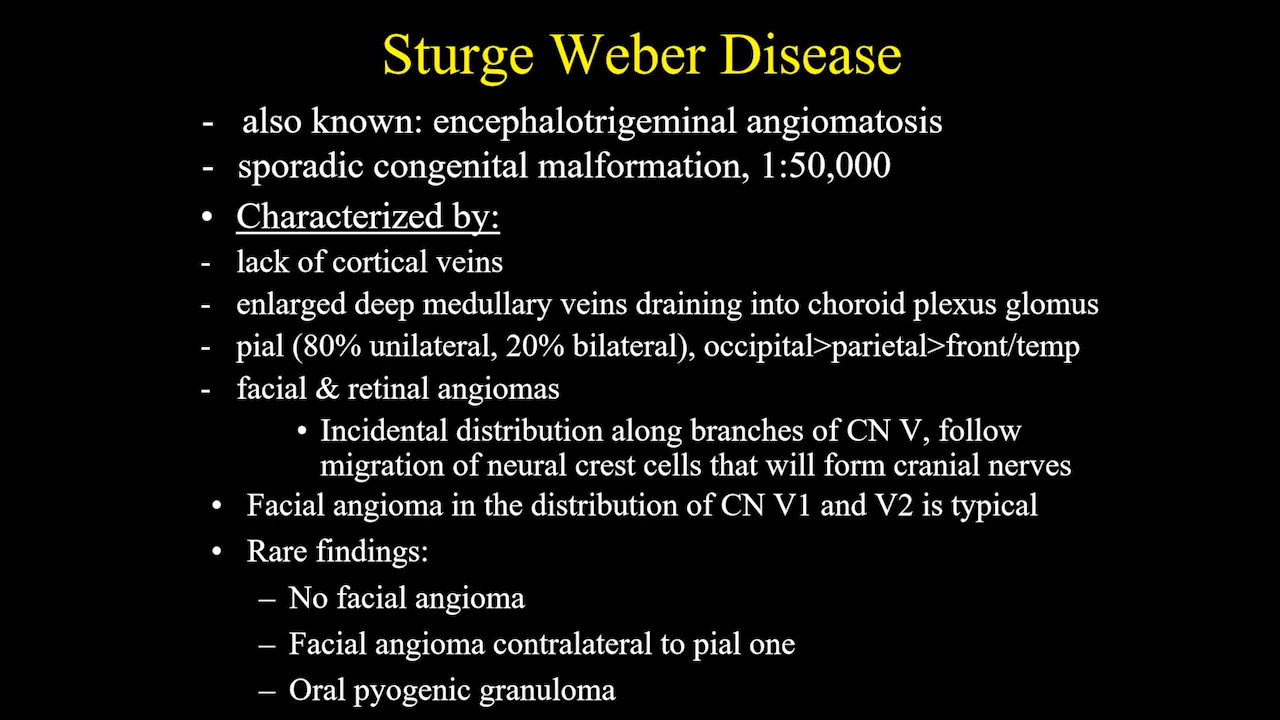 Sturge Weber Disease
- also known: encephalotrigeminal angiomatosis
- sporadic congenital malformation, 1:50,000
• Characterized by:
- lack of cortical veins
- enlarged deep medullary veins draining into choroid plexus glomus
- pial (80% unilateral, 20% bilateral), occipital>parietal>front/temp
- facial & retinal angiomas
• Incidental distribution along branches of CN V, follow
migration of neural crest cells that will form cranial nerves
• Facial angioma in the distribution of CN V1 and V2 is typical
• Rare findings:
– No facial angioma
– Facial angioma contralateral to pial one
– Oral pyogenic granuloma